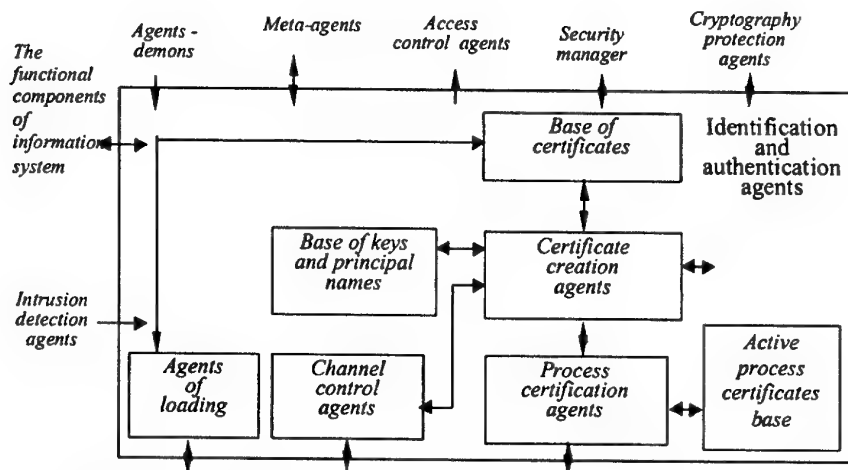 Agents -
demons
Meta-agents
Access
control agents
Security
manager
Cryptography
protection
agents
The
functional
components
of
information
system
Base of
certificates
Identification
and
authentication
agents
Base of keys
and principal
names
Certificate
creation
agents
Intrusion
detection
agents
Agents
of
loading
Channel
control
agents
Process
certification
agents
Active
process
certificates
base